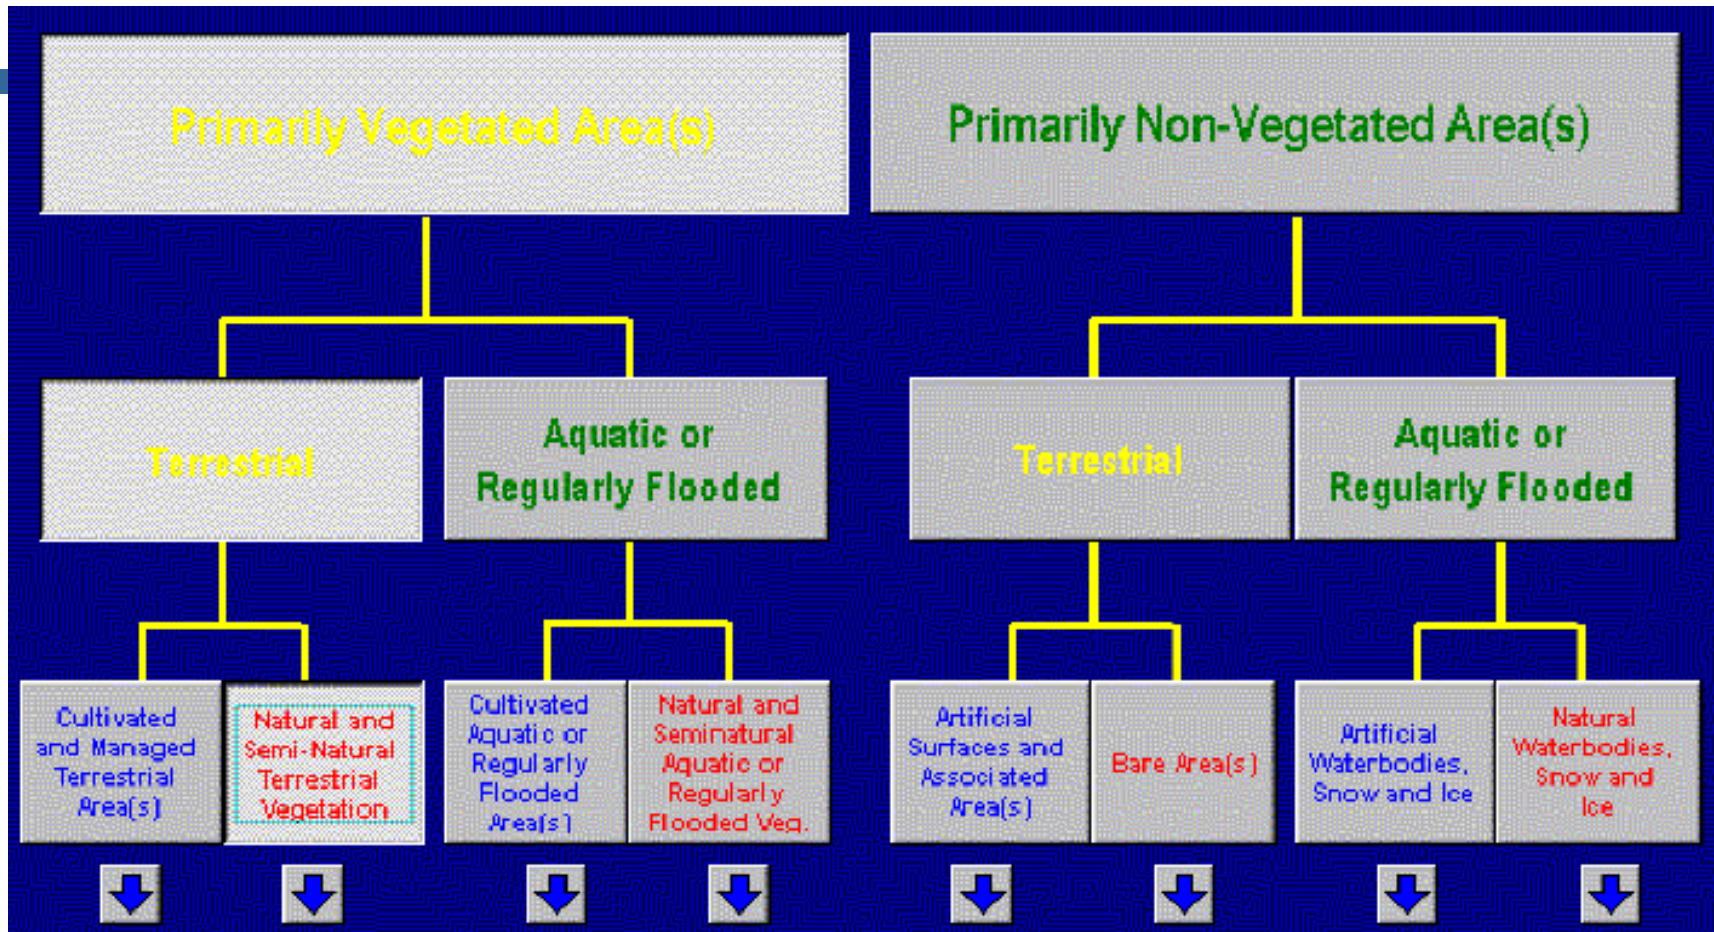 Primarily Vegetated Area(s)
Primarily Non-Vegetated Area(s)
Terrestrial
Aquatic or
Regularly Flooded
Terrestrial
Aquatic or
Regularly Flooded
Cultivated
and Managed
Terrestrial
Area(s)
Natural and
Semi-Natural
Terrestrial
Vegetation
Cultivated
Aquatic or
Regularly
Flooded
Area(s)
Natural and
Seminatural
Aquatic or
Regularly
Flooded Veg.
Artificial
Surfaces and
Associated
Area(s)
Bare Area(s)
Artificial
Waterbodies,
Snow and Ice
Natural
Waterbodies,
Snow and
Ice